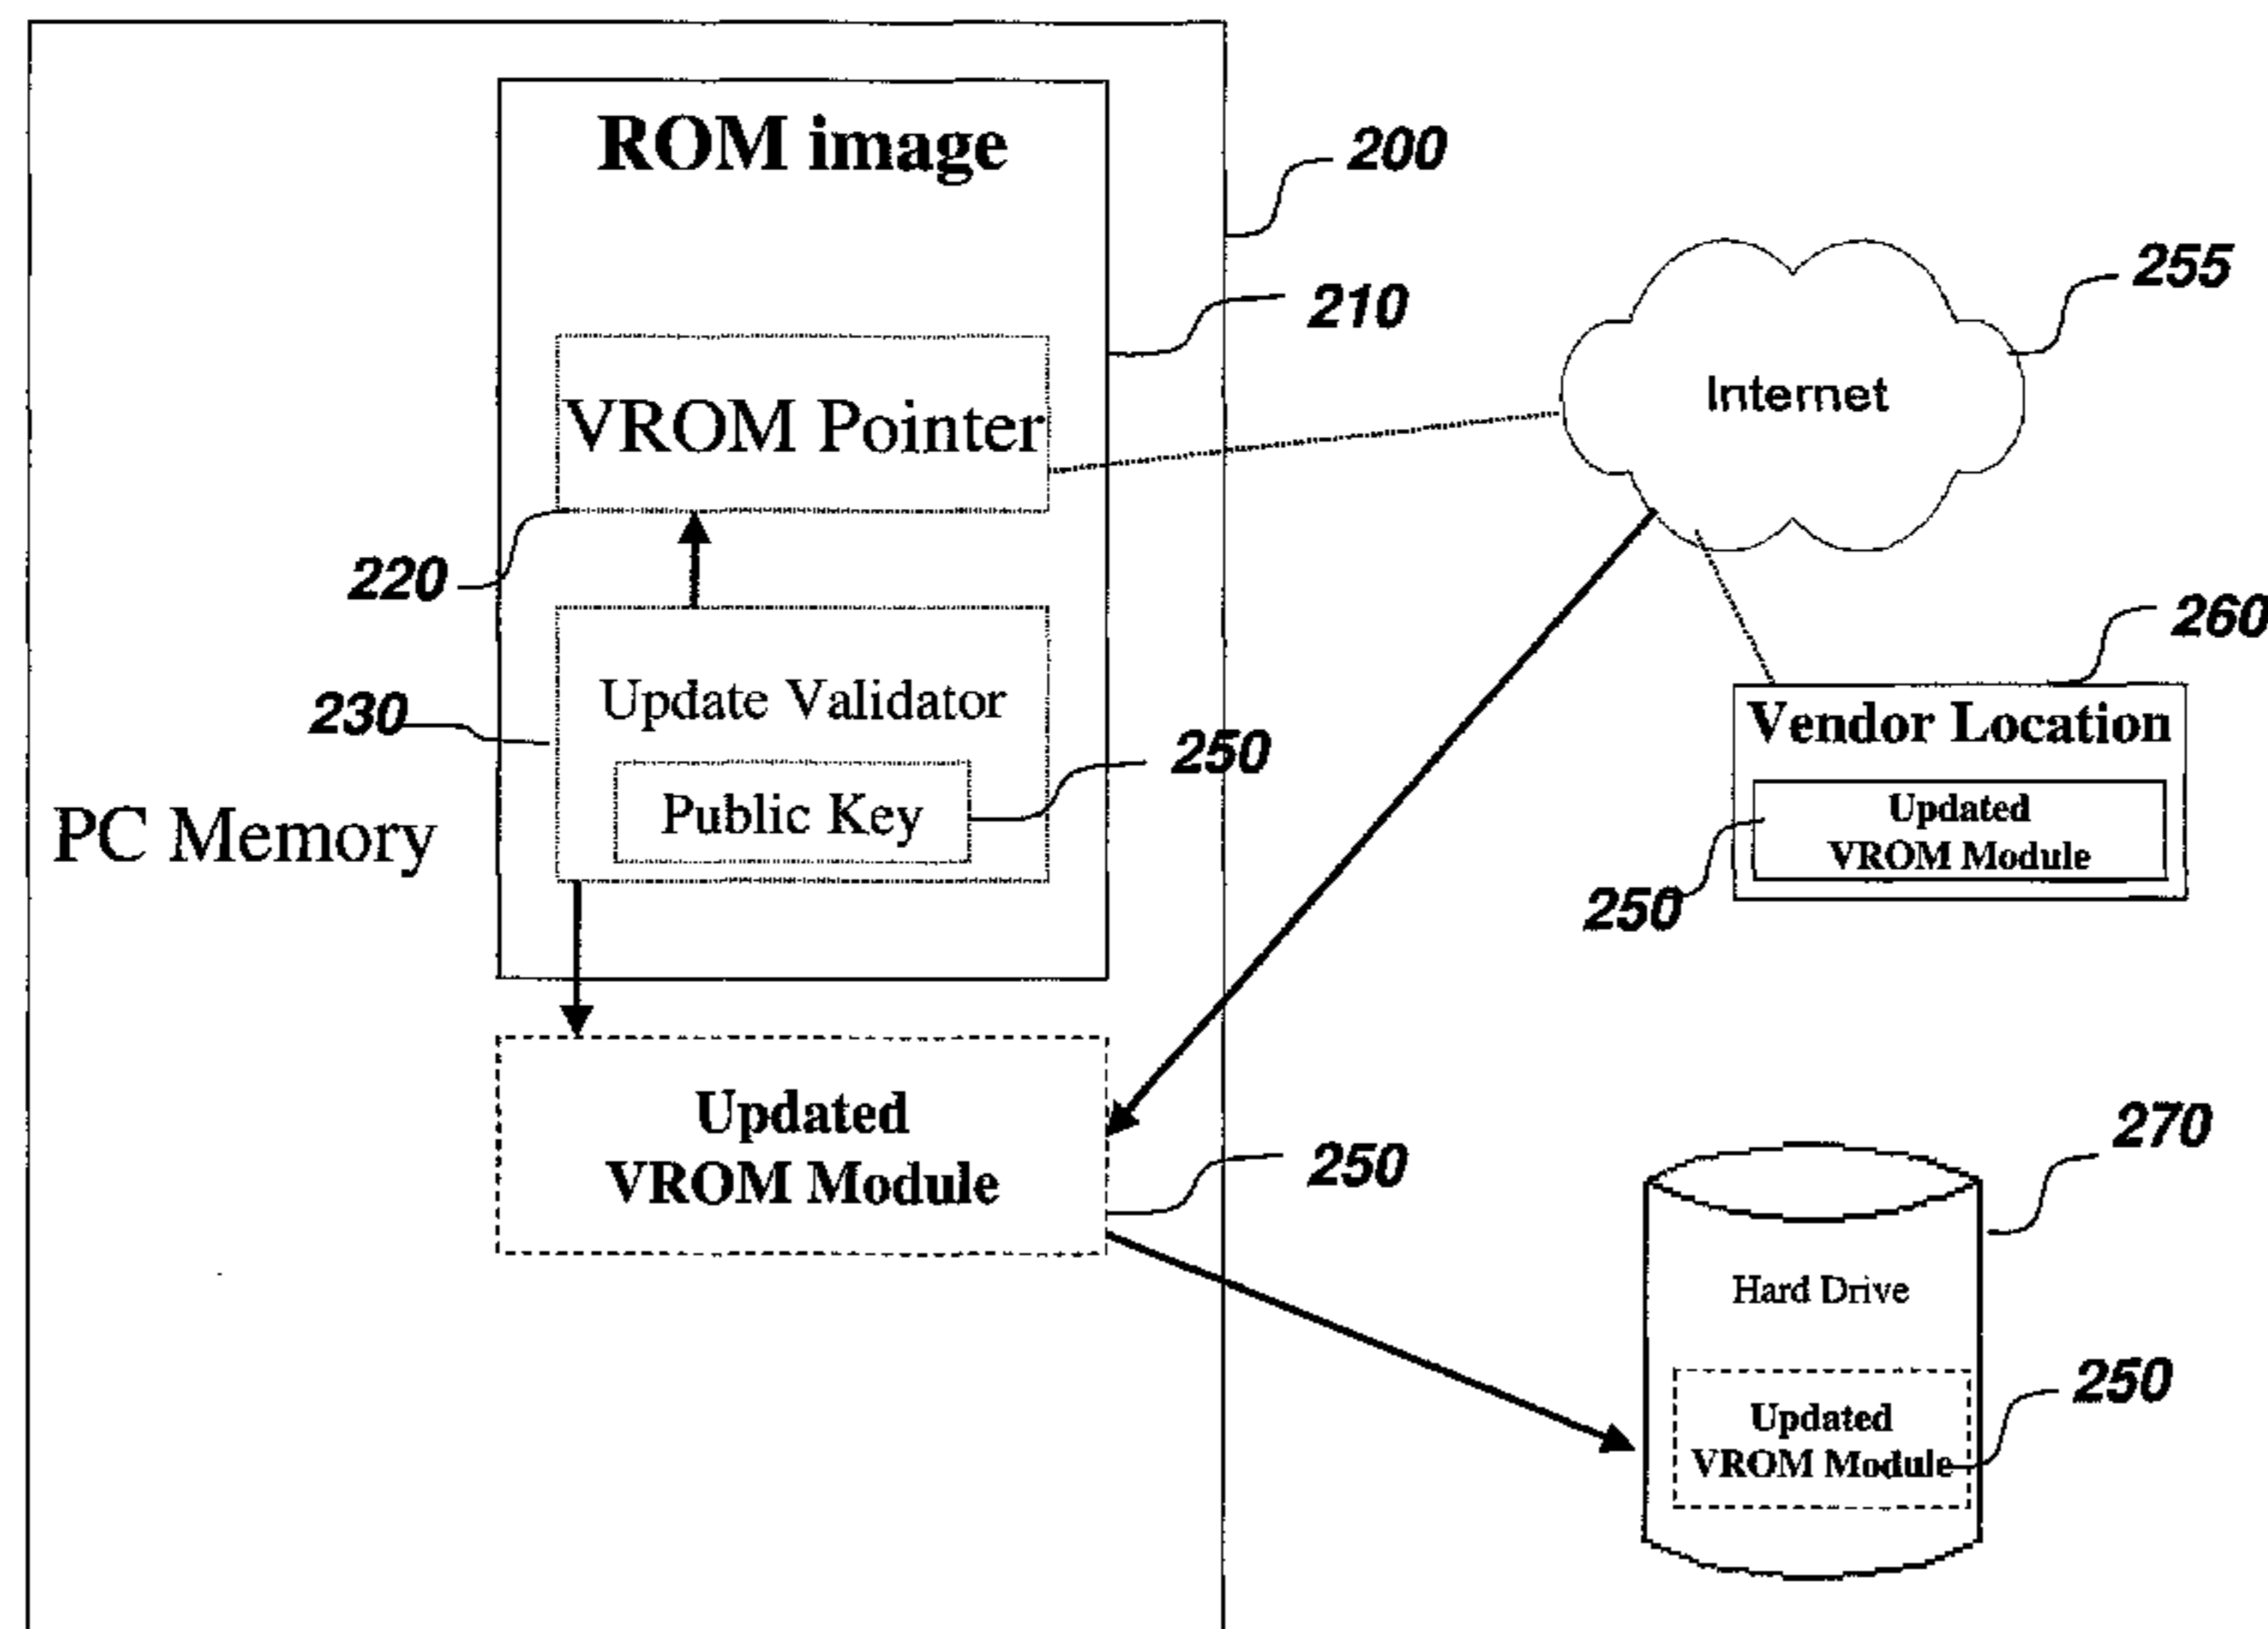 ROM image
200
210
VROM Pointer
220
Update Validator
230
250
Public Key
PC Memory
Updated
VROM Module
250
255
Internet
260
Vendor Location
Updated
VROM Module
250
270
Hard Drive
250
Updated
VROM Module